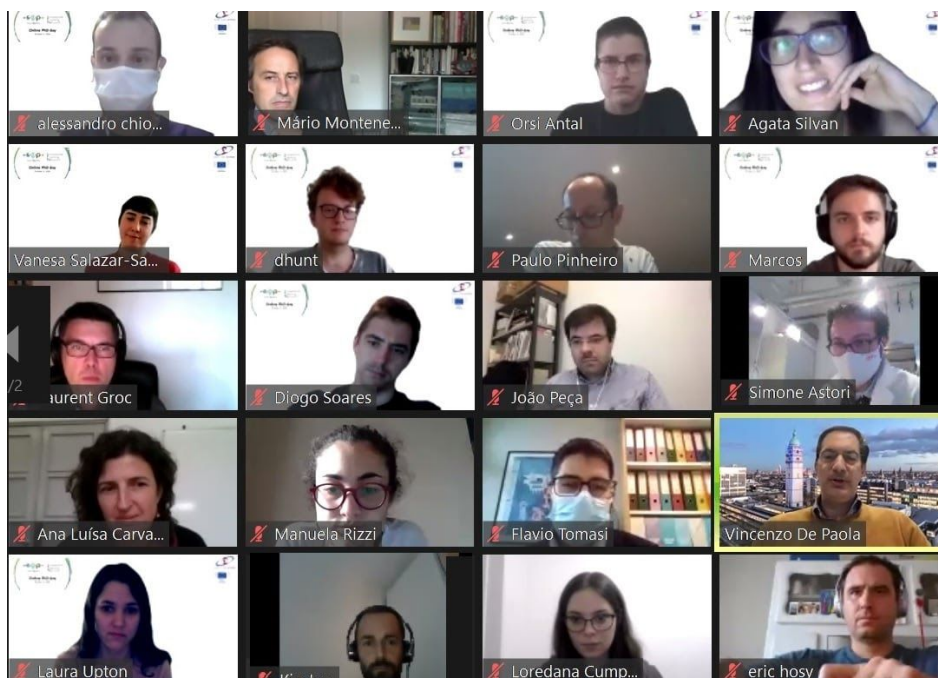 alessandro chio...
Mário Montene...
Orsi Antal
Agata Silvan
Vanesa Salazar-Sa...
dhunt
Paulo Pinheiro
Marcos
/2
aurent Groc
Diogo Soares
João Peça
Simone Astori
Ana Luísa Carva...
Manuela Rizzi
Flavio Tomasi
Vincenzo De Paola
Laura Upton
Loredana Cump...
eric hosy